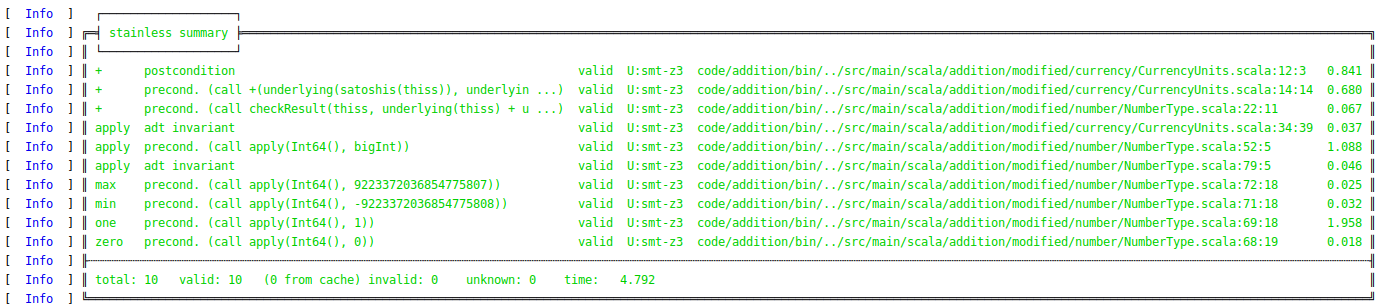 [ Info ]
[ Info ] stainless summary
[ Info ]
[ Info ] + postcondition valid U:smt-z3 code/addition/bin/../src/main/scala/addition/modified/currency/CurrencyUnits.scala:12:3 0.841
[ Info ] + precond. (call +(underlying(satoshis(thiss)), underlyin ...) valid U:smt-z3 code/addition/bin/../src/main/scala/addition/modified/currency/CurrencyUnits.scala:14:14 0.680
[ Info ] + precond. (call checkResult(thiss, underlying(thiss) + u ...) valid U:smt-z3 code/addition/bin/../src/main/scala/addition/modified/number/NumberType.scala:22:11 0.067
[ Info ] apply adt invariant valid U:smt-z3 code/addition/bin/../src/main/scala/addition/modified/currency/CurrencyUnits.scala:34:39 0.037
[ Info ] apply precond. (call apply(Int64(), bigInt)) valid U:smt-z3 code/addition/bin/../src/main/scala/addition/modified/number/NumberType.scala:52:5 1.088
[ Info ] apply adt invariant valid U:smt-z3 code/addition/bin/../src/main/scala/addition/modified/number/NumberType.scala:79:5 0.046
[ Info ] max precond. (call apply(Int64(), 9223372036854775807)) valid U:smt-z3 code/addition/bin/../src/main/scala/addition/modified/number/NumberType.scala:72:18 0.025
[ Info ] min precond. (call apply(Int64(), -9223372036854775808)) valid U:smt-z3 code/addition/bin/../src/main/scala/addition/modified/number/NumberType.scala:71:18 0.032
[ Info ] one precond. (call apply(Int64(), 1)) valid U:smt-z3 code/addition/bin/../src/main/scala/addition/modified/number/NumberType.scala:69:18 1.958
[ Info ] zero precond. (call apply(Int64(), 0)) valid U:smt-z3 code/addition/bin/../src/main/scala/addition/modified/number/NumberType.scala:68:19 0.018
[ Info ]
[ Info ] total: 10 valid: 10 (0 from cache) invalid: 0 unknown: 0 time: 4.792
[ Info ]